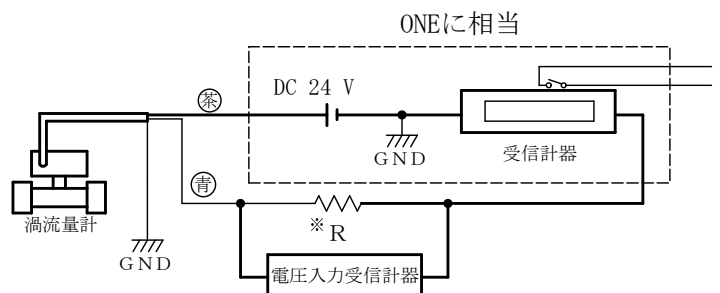 ONEに相当
茶
DC 24 V
GND
受信計器
青
渦流量計
※R
GND
電圧入力受信計器